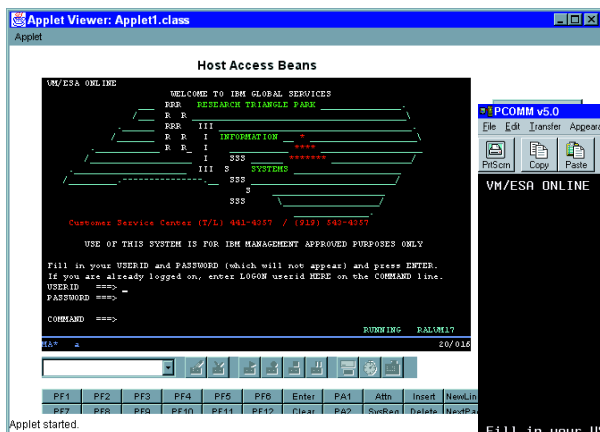 Applet Viewer: Applet1.class
Applet
Host Access Beans
VM/ESA ONLINE
WELCOME TO IBM GLOBAL SERVICES
RRR RESEARCH TRIANGLE PARK
R R
RRR III
R R I INFORMATION *
R R I ****
I SSS *******
III S SYSTEMS
SSS
S
SSS
Customer Service Center (T/L) 441-4357 / (919) 543-4357
USE OF THIS SYSTEM IS FOR IBM MANAGEMENT APPROVED PURPOSES ONLY
Fill in your USERID and PASSWORD (which will not appear) and press ENTER.
If you are already logged on, enter LOGON userid HERE on the COMMAND line.
USERID ===> _
PASSWORD ===>
COMMAND ===>
RUNNING RALVM17
MA* a 20/016
PF1 PF2 PF3 PF4 PF5 PF6 Enter PA1 Attn Insert NewLin
PF7 PF8 PF9 PF10 PF11 PF12 Clear PA2 SysReq Delete NextPa
Applet started.
PCOMM v5.0
File Edit Transfer Appeara
PrtScrn Copy Paste
VM/ESA ONLINE
Fill in your US